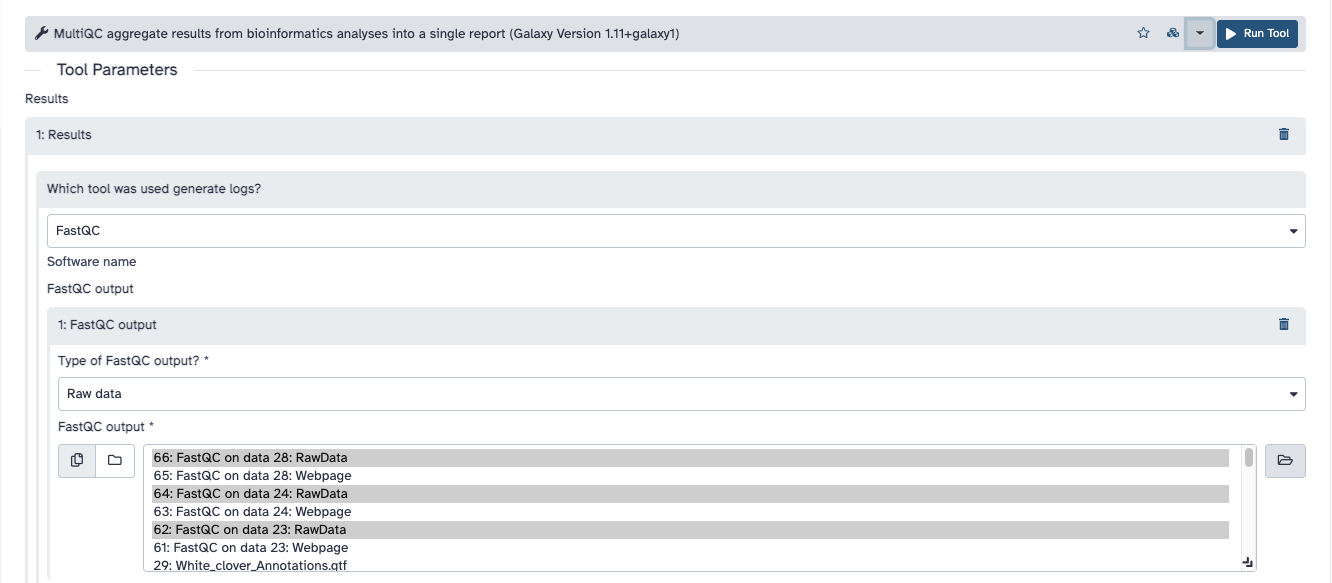 MultiQC aggregate results from bioinformatics analyses into a single report (Galaxy Version 1.11+galaxy1)
Run Tool
Tool Parameters
Results
1: Results
Which tool was used generate logs?
FastQC
Software name
FastQC output
1: FastQC output
Type of FastQC output? *
Raw data
FastQC output *
66: FastQC on data 28: RawData
65: FastQC on data 28: Webpage
64: FastQC on data 24: RawData
63: FastQC on data 24: Webpage
62: FastQC on data 23: RawData
61: FastQC on data 23: Webpage
29: White_clover_Annotations.gtf